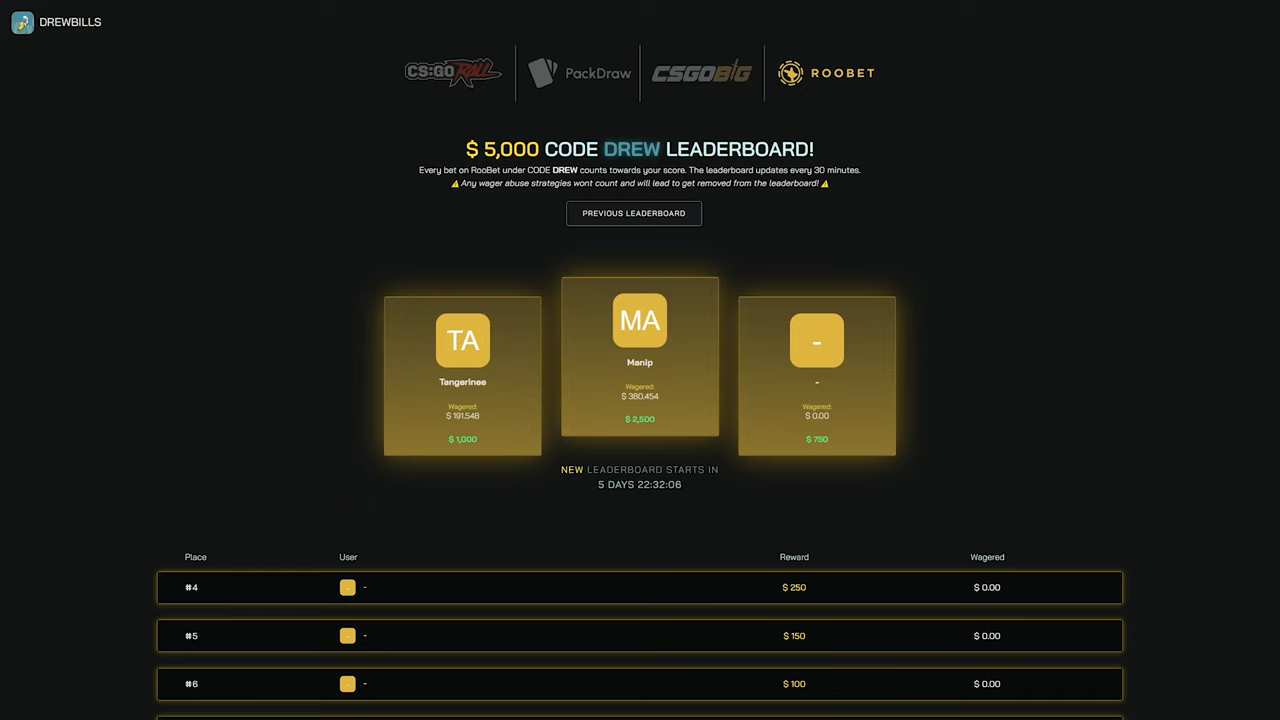 DREWBILLS
CS:GO ROLL
PackDraw
CSGOBIG
ROOBET
$ 5,000 CODE DREW LEADERBOARD!
Every bet on RooBet under CODE DREW counts towards your score. The leaderboard updates every 30 minutes.
⚠ Any wager abuse strategies wont count and will lead to get removed from the leaderboard! ⚠
PREVIOUS LEADERBOARD
TA
Tangerinee
Wagered:
$ 191.548
$ 1,000
MA
Manip
Wagered:
$ 380.454
$ 2,500
-
-
Wagered:
$ 0.00
$ 750
NEW LEADERBOARD STARTS IN
5 DAYS 22:32:06
Place User Reward Wagered
#4 - - $ 250 $ 0.00
#5 - - $ 150 $ 0.00
#6 - - $ 100 $ 0.00